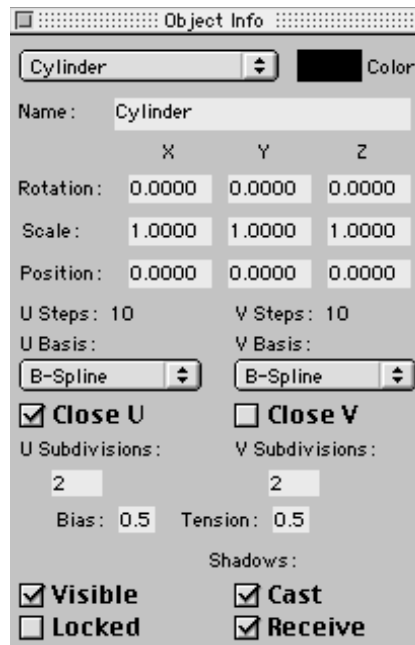 Object Info
Cylinder Color
Name: Cylinder
X Y Z
Rotation: 0.0000 0.0000 0.0000
Scale: 1.0000 1.0000 1.0000
Position: 0.0000 0.0000 0.0000
U Steps: 10 V Steps: 10
U Basis: V Basis:
B-Spline B-Spline
Close U Close V
U Subdivisions: V Subdivisions:
2 2
Bias: 0.5 Tension: 0.5
Shadows:
Visible Cast
Locked Receive